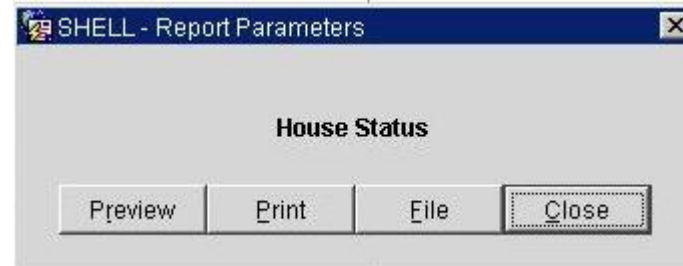 SHELL - Report Parameters
House Status
Preview Print File Close